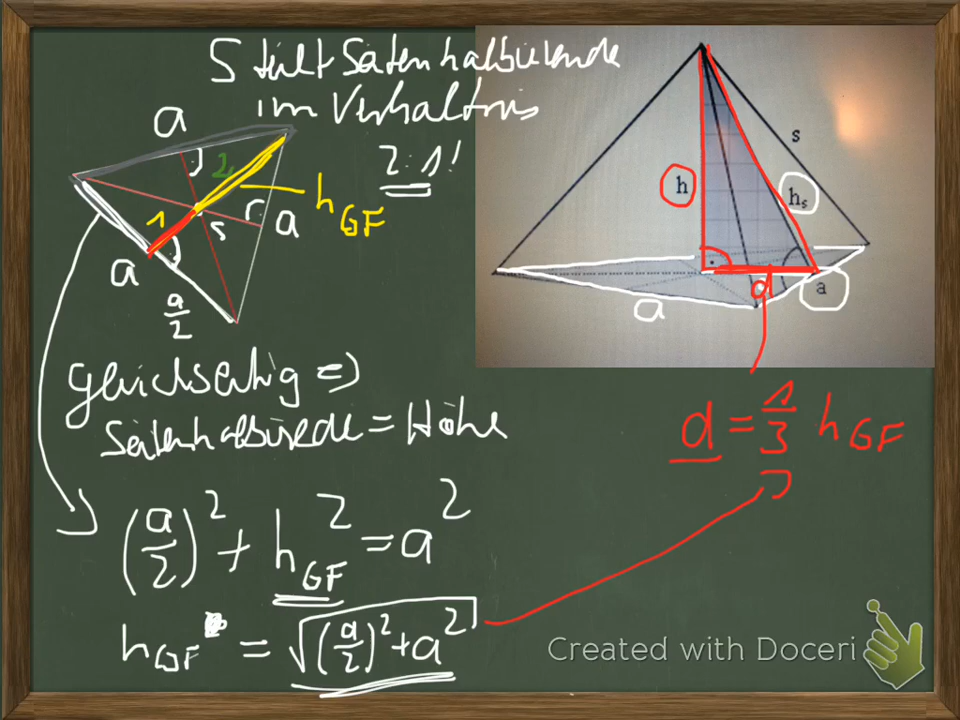 S teilt Seitenhalbierende
im Verhältnis
2:1!
a
2
1
s
h_GF
a
a
a/2
s
h
h_s
d
a
a
gleichseitig ⇒
Seitenhalbierende = Höhe
d = 1/3 h_GF
(a/2)² + h_GF² = a²
h_GF = √((a/2)² + a²)
Created with Doceri